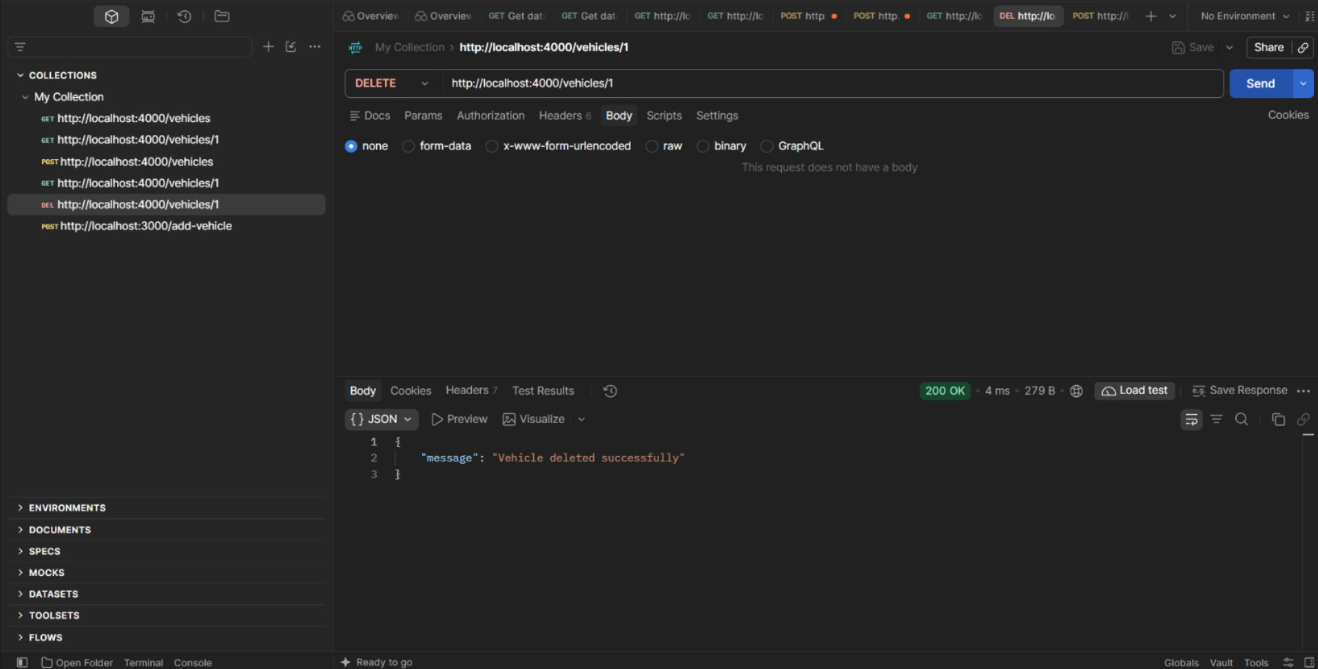 Overview Overview GET Get dat GET Get dat GET http://lo GET http://lo POST http. POST http. GET http://lo DEL http://lo POST http:// No Environment
HTTP My Collection > http://localhost:4000/vehicles/1 Save Share
COLLECTIONS
My Collection
GET http://localhost:4000/vehicles
GET http://localhost:4000/vehicles/1
POST http://localhost:4000/vehicles
GET http://localhost:4000/vehicles/1
DEL http://localhost:4000/vehicles/1
POST http://localhost:3000/add-vehicle
ENVIRONMENTS
DOCUMENTS
SPECS
MOCKS
DATASETS
TOOLSETS
FLOWS
DELETE http://localhost:4000/vehicles/1 Send
Docs Params Authorization Headers 6 Body Scripts Settings Cookies
none form-data x-www-form-urlencoded raw binary GraphQL
This request does not have a body
Body Cookies Headers 7 Test Results 200 OK 4 ms 279 B Load test e.g. Save Response
{} JSON Preview Visualize
1 {
2 "message": "Vehicle deleted successfully"
3 }
Open Folder Terminal Console Ready to go Globals Vault Tools